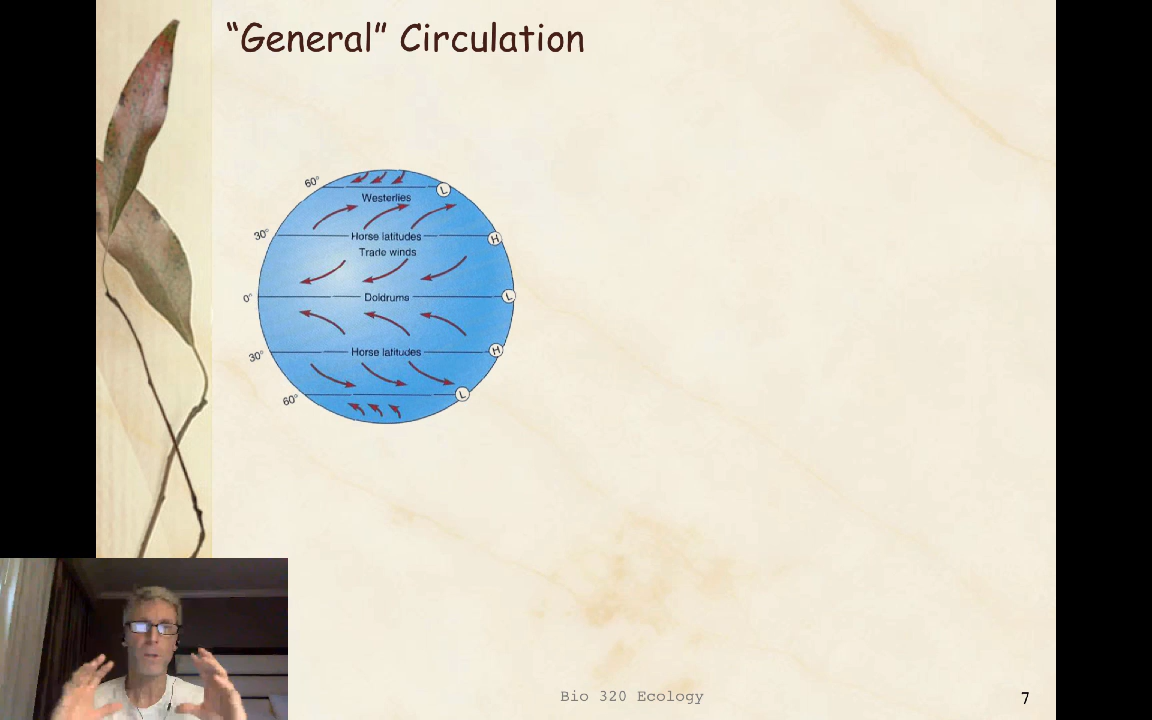 “General” Circulation
60°
L
Westerlies
30°
Horse latitudes
H
Trade winds
0°
Doldrums
L
30°
Horse latitudes
H
60°
L
Bio 320 Ecology
7